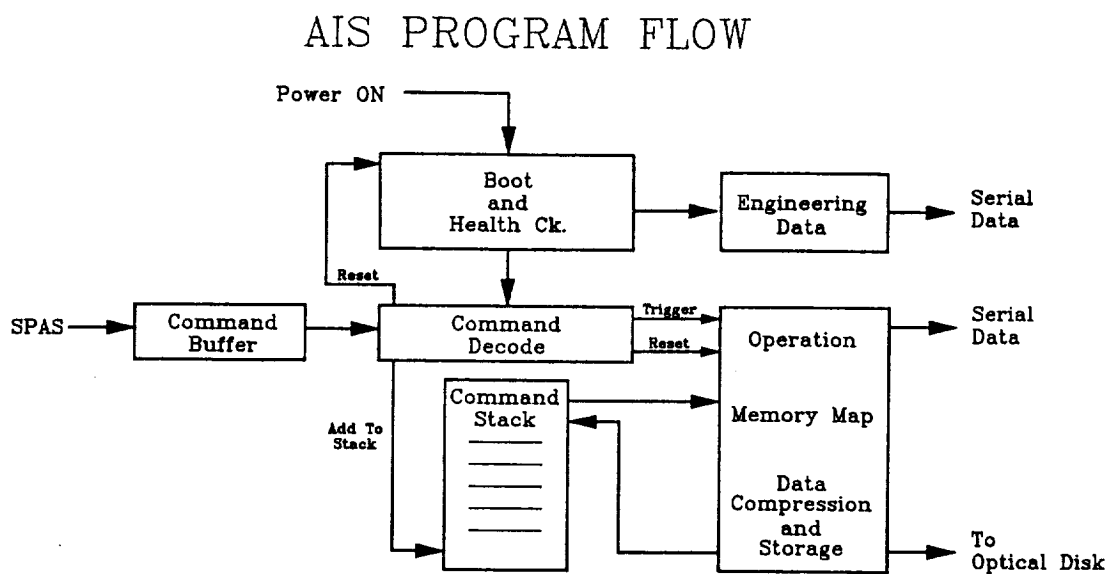 AIS PROGRAM FLOW
Power ON
Boot
and
Health Ck.
Engineering
Data
Serial
Data
Reset
SPAS
Command
Buffer
Command
Decode
Trigger
Reset
Operation
Serial
Data
Command
Stack
Add To
Stack
Memory Map
Data
Compression
and
Storage
To
Optical Disk